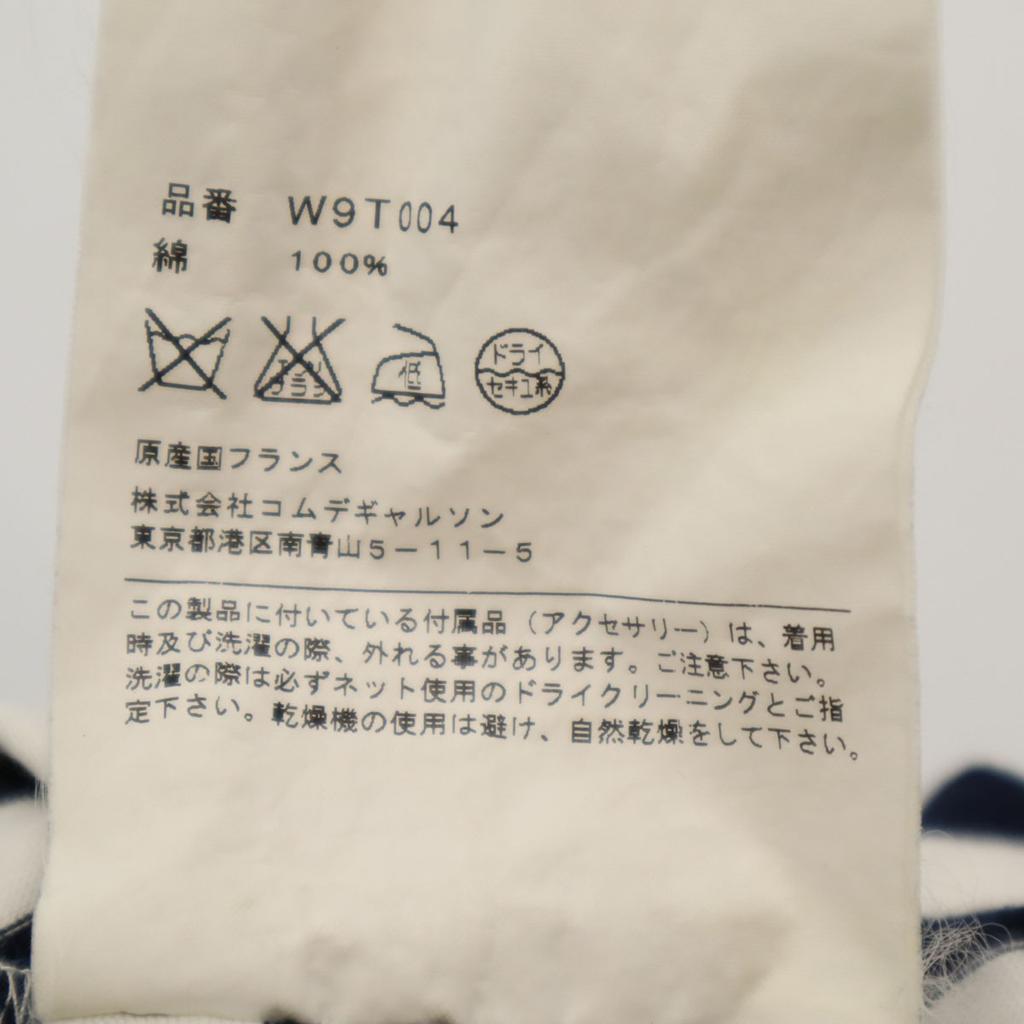 品番 W9T004
綿 100%
エンソ
サラシ
低
ドライ
セキユ系
原産国フランス
株式会社コムデギャルソン
東京都港区南青山5-11-5
この製品に付いている付属品（アクセサリー）は、着用
時及び洗濯の際、外れる事があります。ご注意下さい。
洗濯の際は必ずネット使用のドライクリーニングとご指
定下さい。乾燥機の使用は避け、自然乾燥をして下さい。